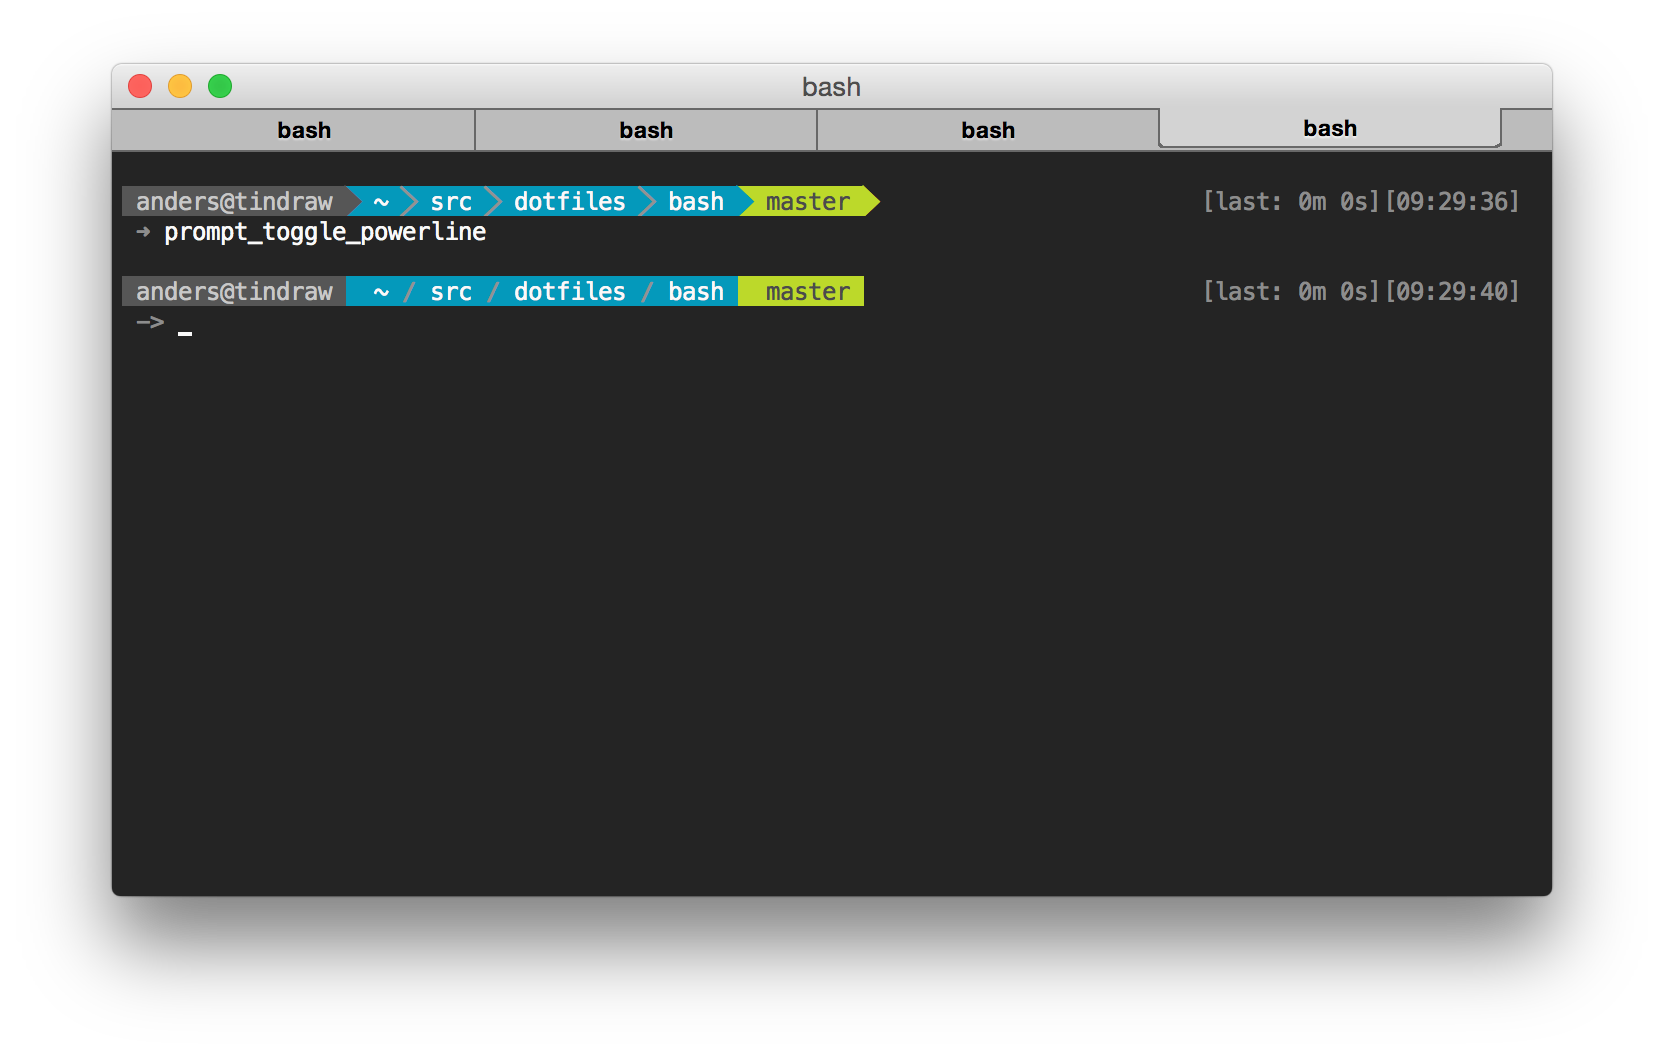 bash
bash bash bash bash
anders@tindraw ~ src dotfiles bash master [last: 0m 0s][09:29:36]
➜ prompt_toggle_powerline
anders@tindraw ~ / src / dotfiles / bash master [last: 0m 0s][09:29:40]
—> _